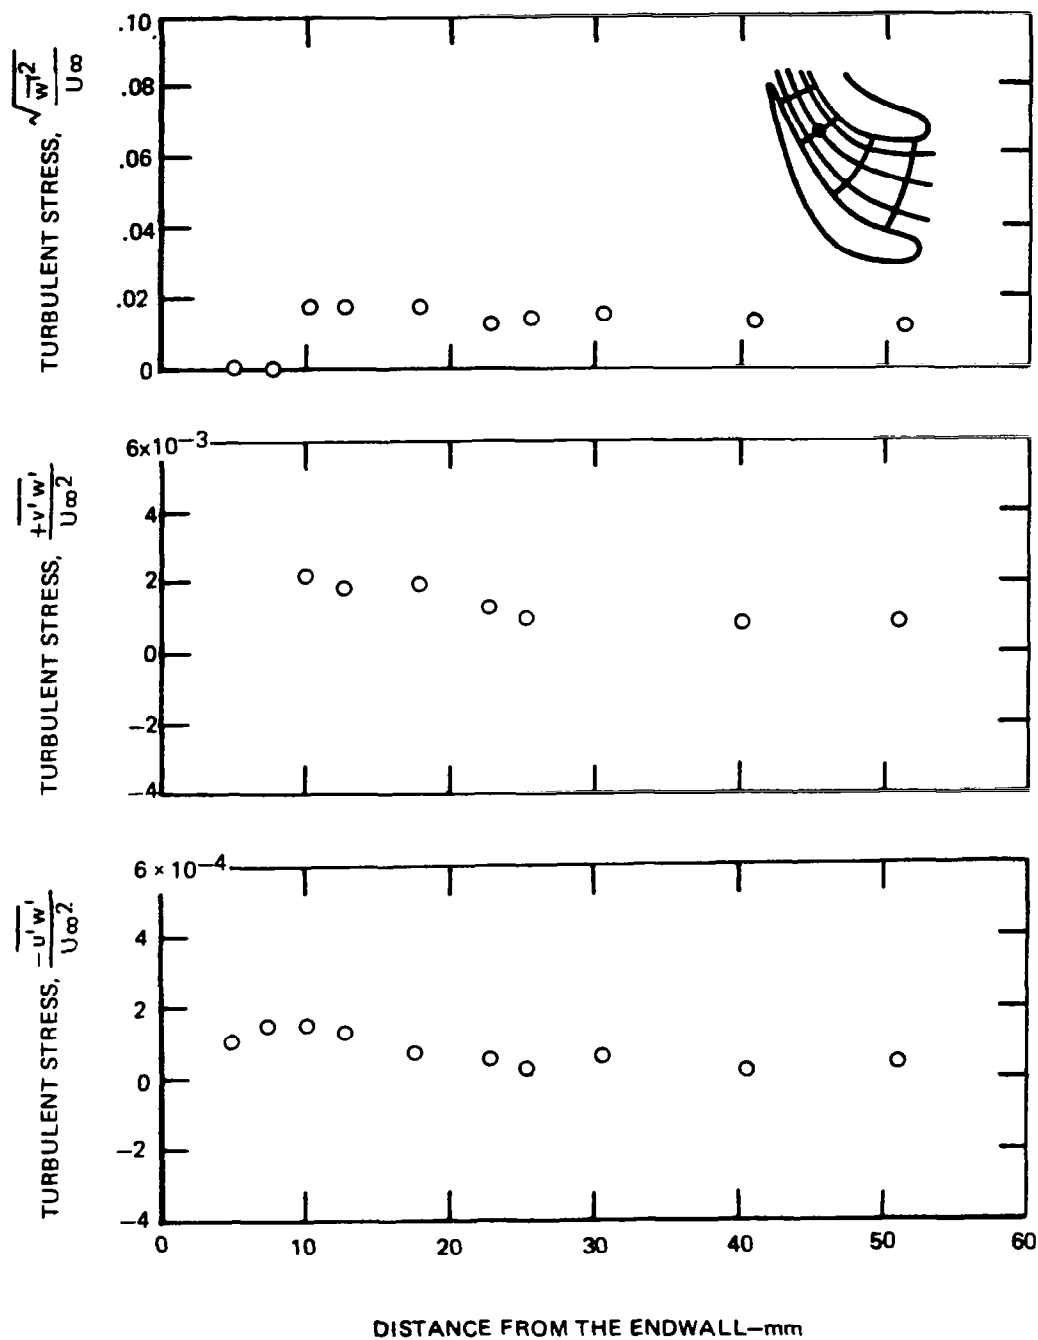 TURBULENT STRESS, √w'² / U∞
.10
.08
.06
.04
.02
0
TURBULENT STRESS, +v'w' / U∞2
6x10−3
4
2
0
−2
−4
TURBULENT STRESS, −u'w' / U∞2
6 × 10−4
4
2
0
−2
−4
0 10 20 30 40 50 60
DISTANCE FROM THE ENDWALL—mm